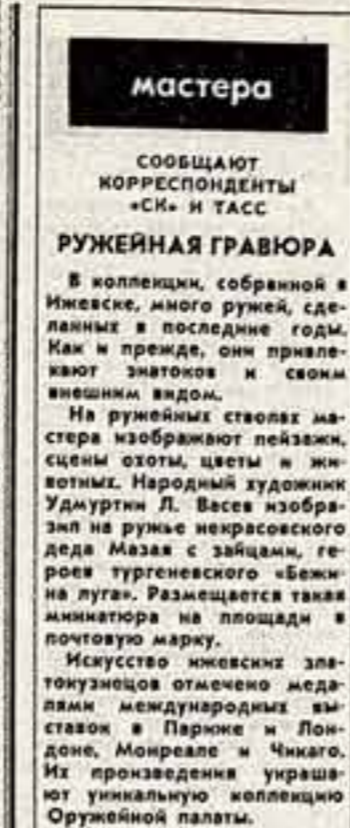 мастера
СООБЩАЮТ
КОРРЕСПОНДЕНТЫ
«СК» И ТАСС
РУЖЕЙНАЯ ГРАВЮРА
В коллекции, собранной в
Ижевске, много ружей, сде-
ланных в последние годы.
Как и прежде, они привле-
кают знатоков и своим
внешним видом.
На ружейных стволах ма-
стера изображают пейзажи,
сцены охоты, цветы и жи-
вотных. Народный художник
Удмуртии Л. Васев изобра-
зил на ружье некрасовского
деда Мазая с зайцами, ге-
роев тургеневского «Бежи-
на луга». Размещается такая
миниатюра на площади в
почтовую марку.
Искусство ижевских зла-
токузнецов отмечено меда-
лями международных вы-
ставок в Париже и Лон-
доне, Монреале и Чикаго.
Их произведения украша-
ют уникальную коллекцию
Оружейной палаты.